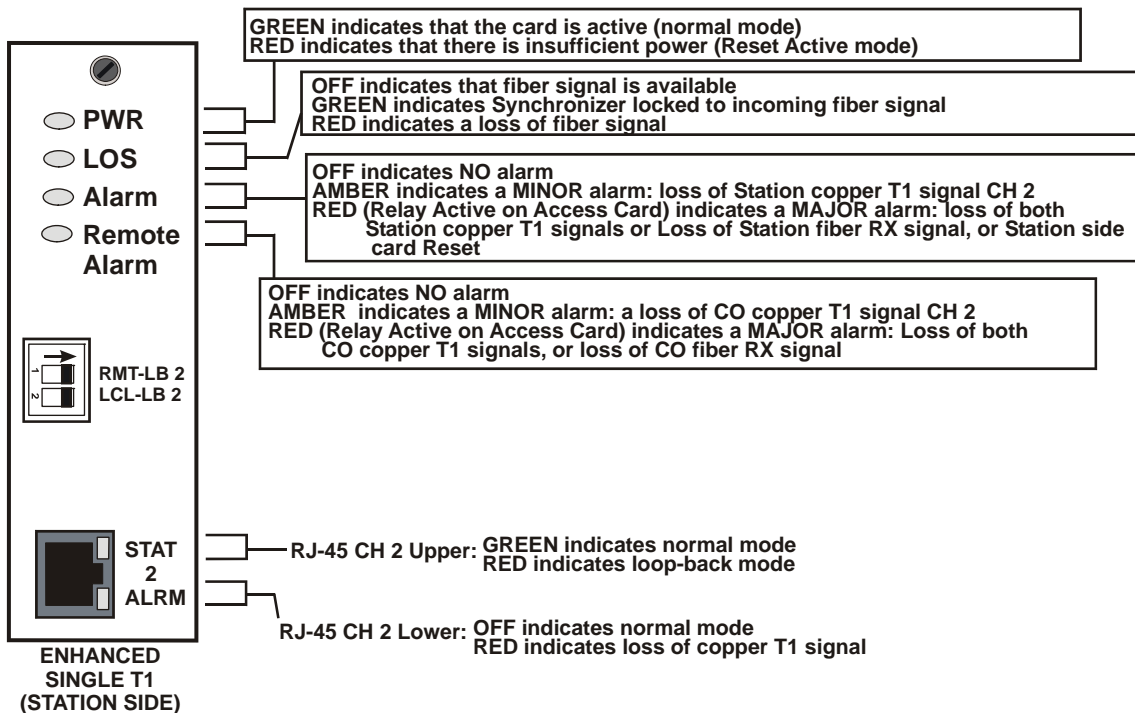 GREEN indicates that the card is active (normal mode)
RED indicates that there is insufficient power (Reset Active mode)
OFF indicates that fiber signal is available
GREEN indicates Synchronizer locked to incoming fiber signal
RED indicates a loss of fiber signal
PWR
LOS
Alarm
Remote
Alarm
OFF indicates NO alarm
AMBER indicates a MINOR alarm: loss of Station copper T1 signal CH 2
RED (Relay Active on Access Card) indicates a MAJOR alarm: loss of both
Station copper T1 signals or Loss of Station fiber RX signal, or Station side
card Reset
OFF indicates NO alarm
AMBER indicates a MINOR alarm: a loss of CO copper T1 signal CH 2
RED (Relay Active on Access Card) indicates a MAJOR alarm: Loss of both
CO copper T1 signals, or loss of CO fiber RX signal
1
2
RMT-LB 2
LCL-LB 2
STAT
2
ALRM
RJ-45 CH 2 Upper: GREEN indicates normal mode
RED indicates loop-back mode
RJ-45 CH 2 Lower: OFF indicates normal mode
RED indicates loss of copper T1 signal
ENHANCED
SINGLE T1
(STATION SIDE)